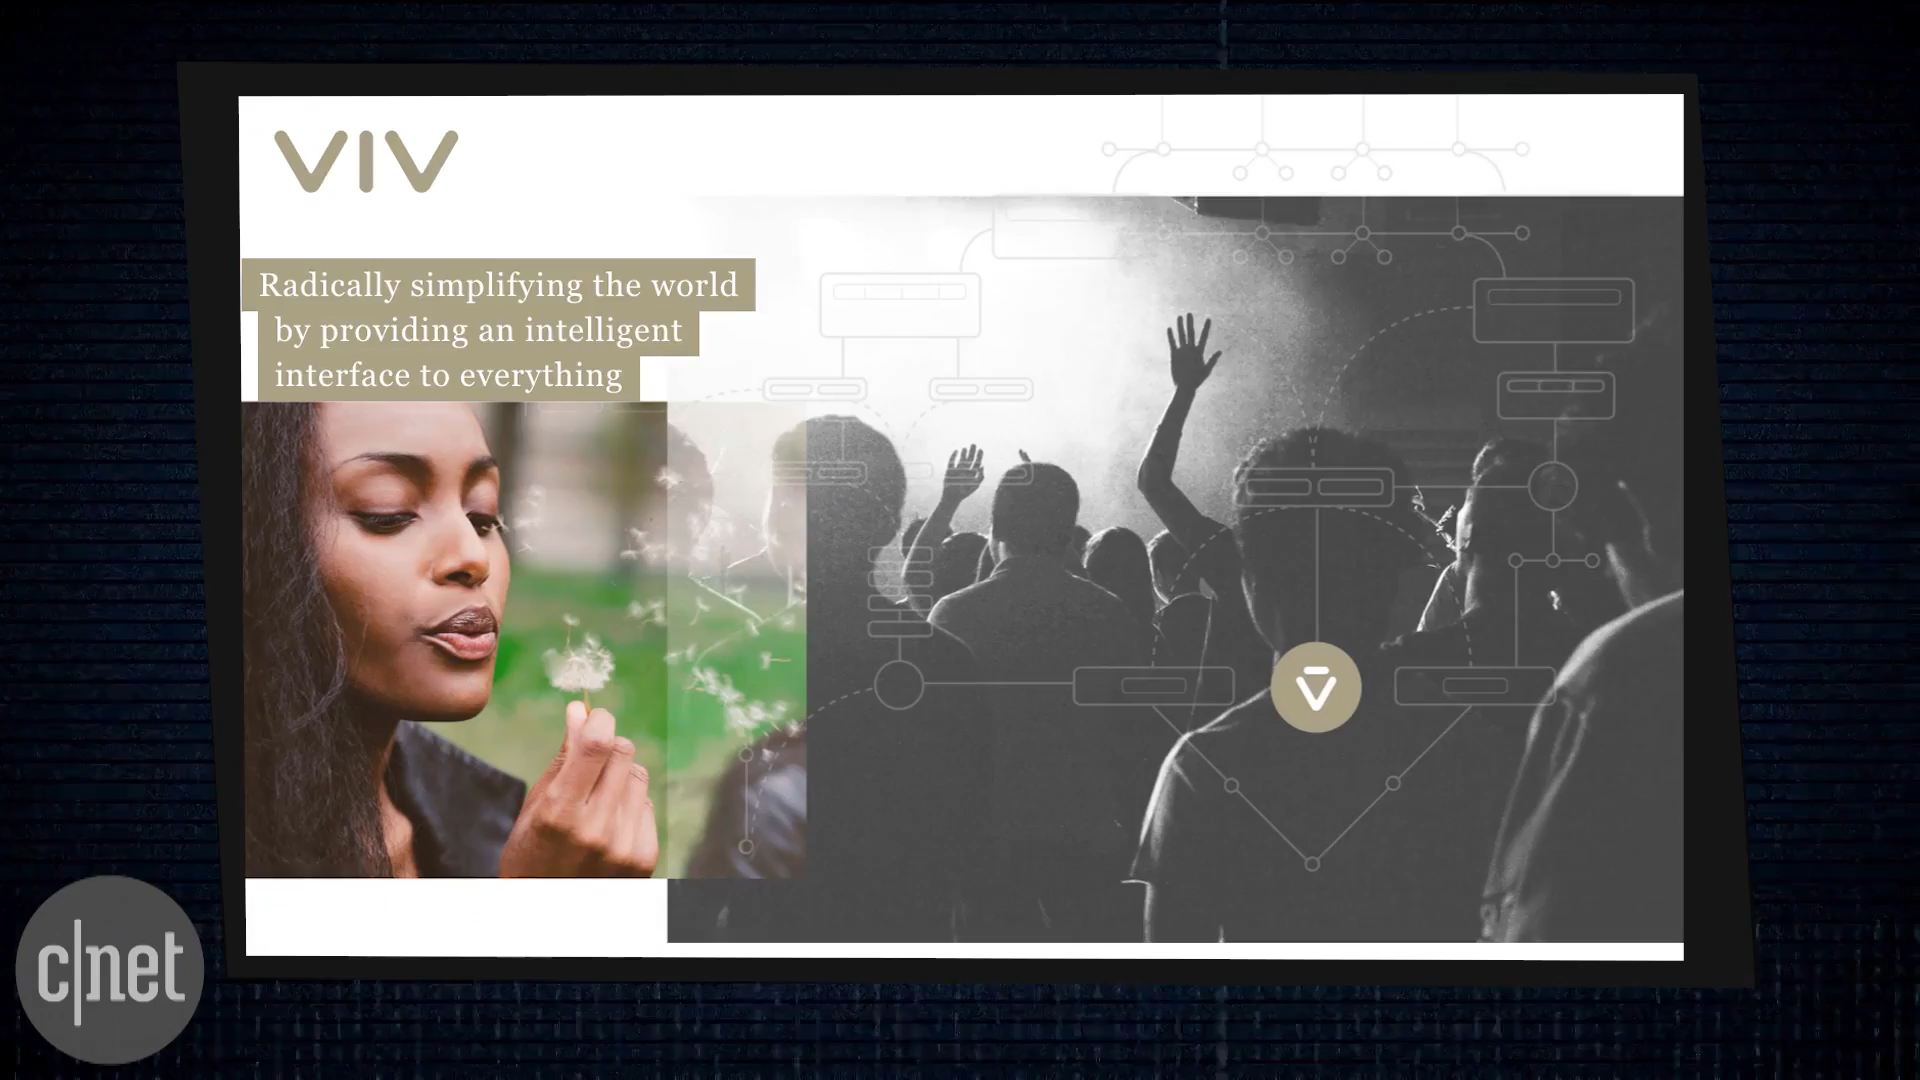 VIV
Radically simplifying the world
by providing an intelligent
interface to everything
c|net